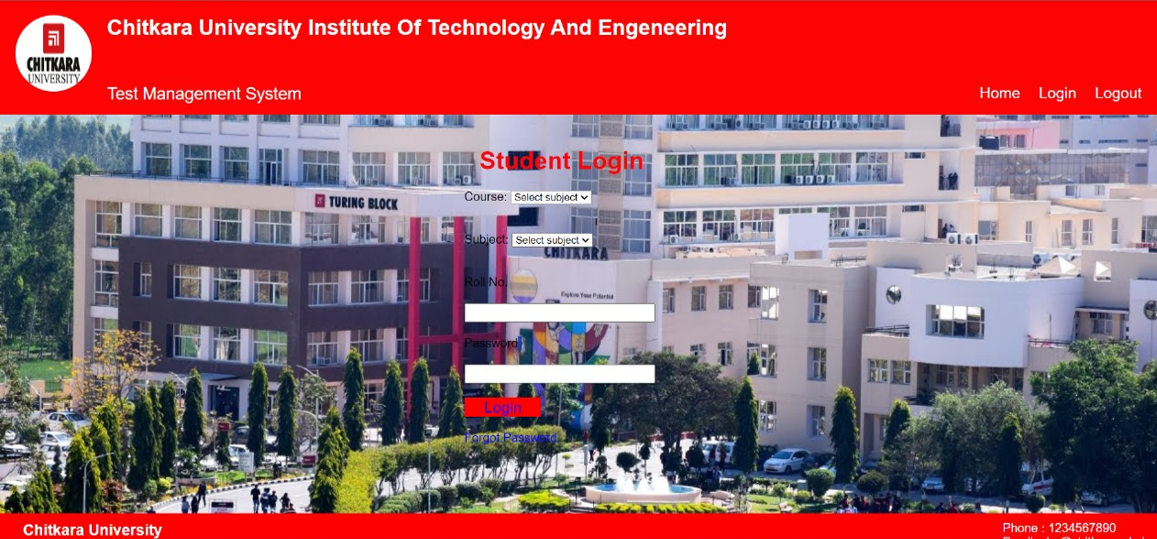 Chitkara University Institute Of Technology And Engeneering
CHITKARA
UNIVERSITY
Test Management System
Home Login Logout
Student Login
Course: Select subject
TURING BLOCK
Subject: Select subject
CHITKARA
Roll No.
Explore Your Potential
Password
Login
Forgot Password
Chitkara University
Phone : 1234567890